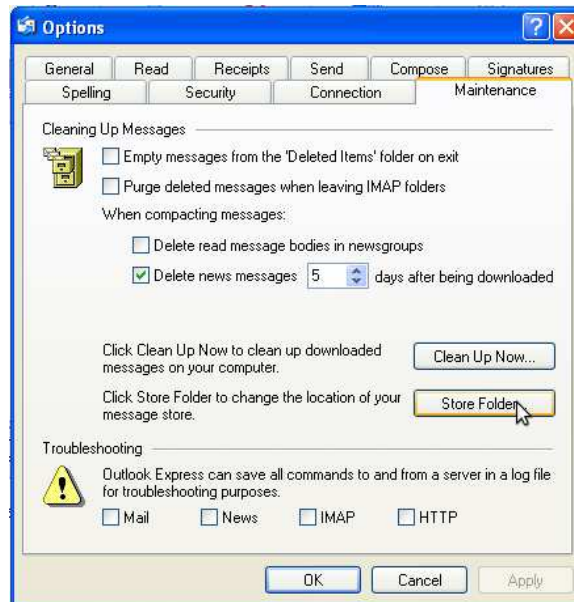 Options
General Read Receipts Send Compose Signatures
Spelling Security Connection Maintenance
Cleaning Up Messages
Empty messages from the 'Deleted Items' folder on exit
Purge deleted messages when leaving IMAP folders
When compacting messages:
Delete read message bodies in newsgroups
Delete news messages 5 days after being downloaded
Click Clean Up Now to clean up downloaded
messages on your computer.
Clean Up Now...
Click Store Folder to change the location of your
message store.
Store Folder
Troubleshooting
Outlook Express can save all commands to and from a server in a log file
for troubleshooting purposes.
Mail News IMAP HTTP
OK Cancel Apply